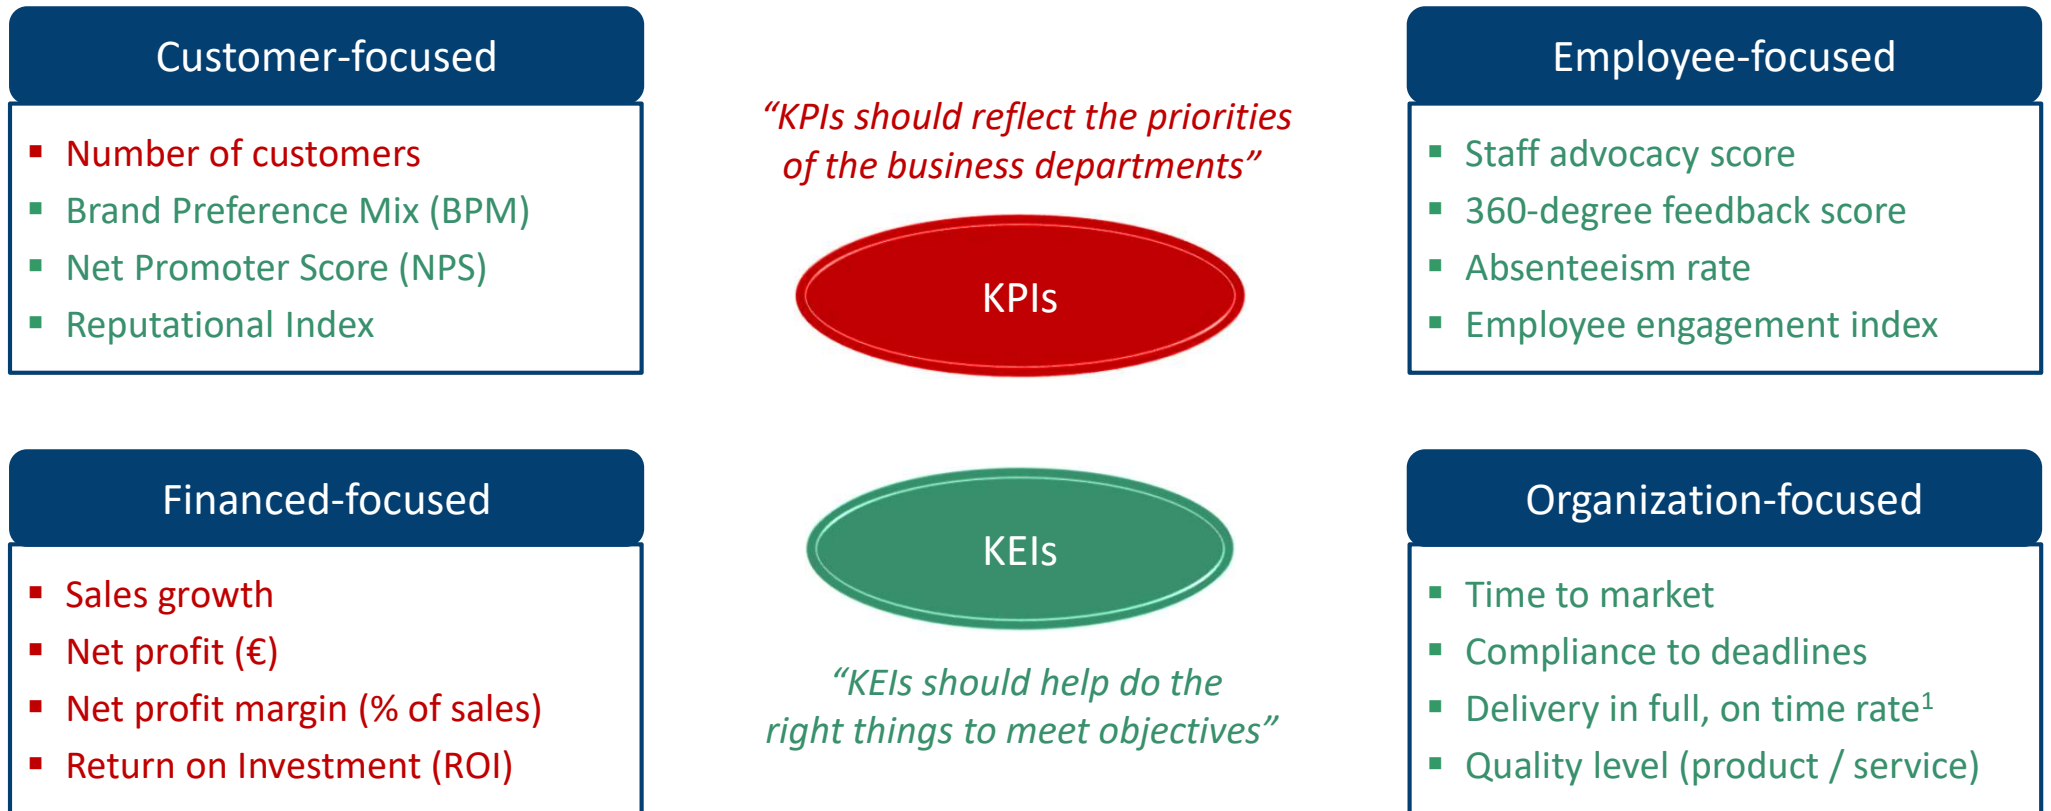 Customer-focused
▪ Number of customers
▪ Brand Preference Mix (BPM)
▪ Net Promoter Score (NPS)
▪ Reputational Index
“KPIs should reflect the priorities
of the business departments”
KPIs
Employee-focused
▪ Staff advocacy score
▪ 360-degree feedback score
▪ Absenteeism rate
▪ Employee engagement index
Financed-focused
▪ Sales growth
▪ Net profit (€)
▪ Net profit margin (% of sales)
▪ Return on Investment (ROI)
KEIs
“KEIs should help do the
right things to meet objectives”
Organization-focused
▪ Time to market
▪ Compliance to deadlines
▪ Delivery in full, on time rate¹
▪ Quality level (product / service)